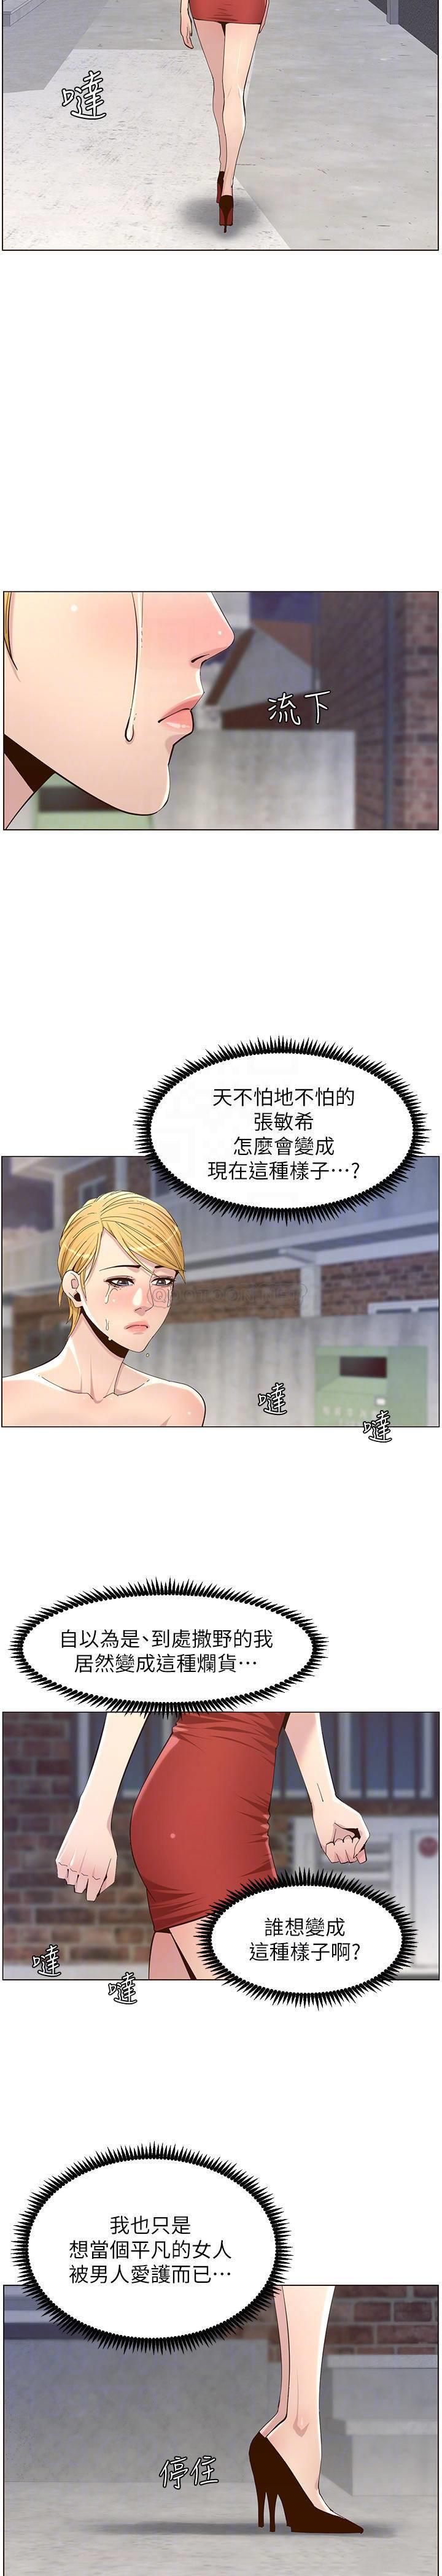 噠
流下
天不怕地不怕的
張敏希
怎麼會變成
現在這種樣子…?
噠
噠
自以為是、到處撒野的我
居然變成這種爛貨…
誰想變成
這種樣子啊?
噠
噠
我也只是
想當個平凡的女人
被男人愛護而已…
停住